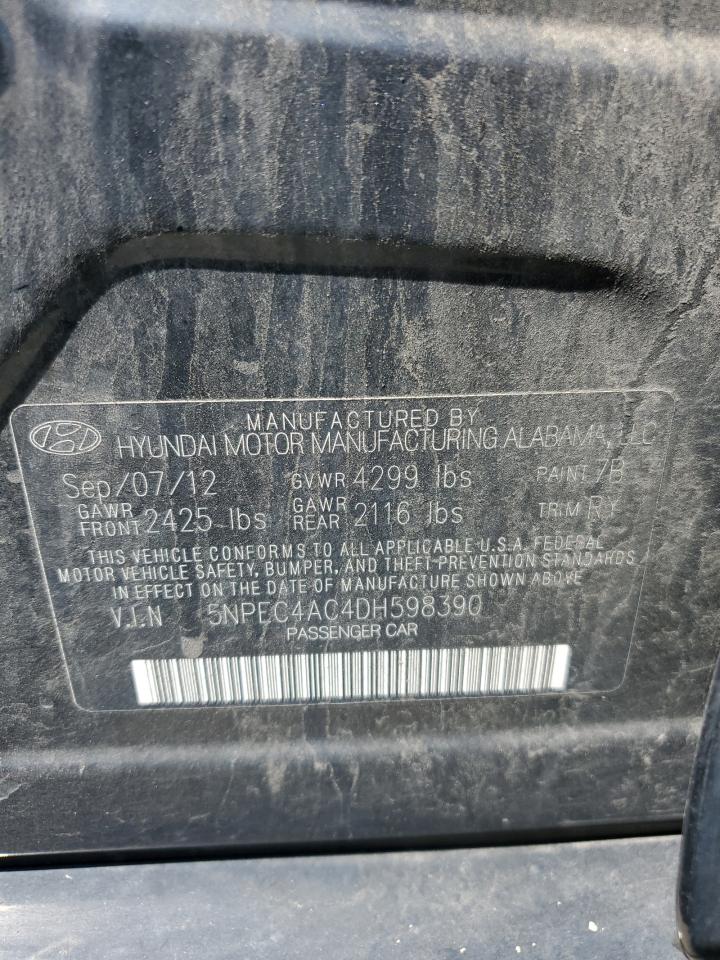 MANUFACTURED BY
HYUNDAI MOTOR MANUFACTURING ALABAMA, LLC
Sep/07/12 GVWR 4299 lbs PAINT 7B
GAWR FRONT 2425 lbs GAWR REAR 2116 lbs TRIM RY
THIS VEHICLE CONFORMS TO ALL APPLICABLE U.S.A. FEDERAL
MOTOR VEHICLE SAFETY, BUMPER, AND THEFT PREVENTION STANDARDS
IN EFFECT ON THE DATE OF MANUFACTURE SHOWN ABOVE
V.I.N 5NPEC4AC4DH598390
PASSENGER CAR